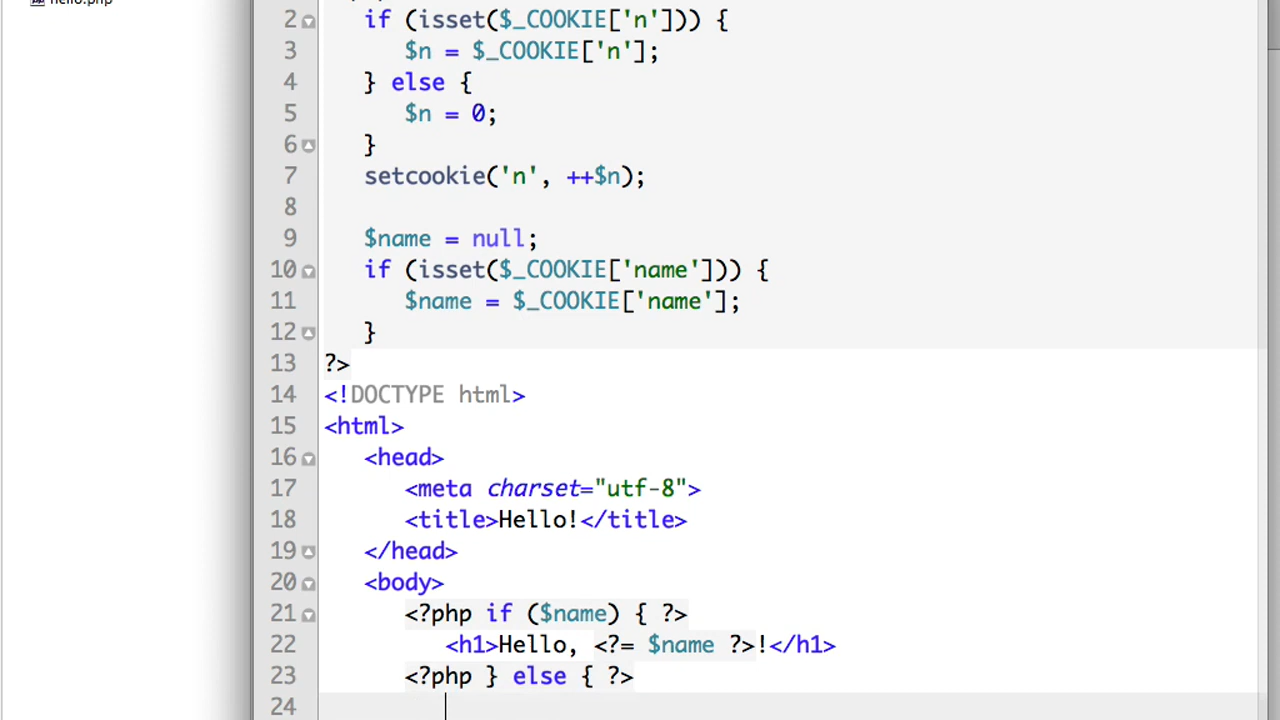 hello.php
2 if (isset($_COOKIE['n'])) {
3 $n = $_COOKIE['n'];
4 } else {
5 $n = 0;
6 }
7 setcookie('n', ++$n);
8
9 $name = null;
10 if (isset($_COOKIE['name'])) {
11 $name = $_COOKIE['name'];
12 }
13 ?>
14 <!DOCTYPE html>
15 <html>
16 <head>
17 <meta charset="utf-8">
18 <title>Hello!</title>
19 </head>
20 <body>
21 <?php if ($name) { ?>
22 <h1>Hello, <?= $name ?>!</h1>
23 <?php } else { ?>
24